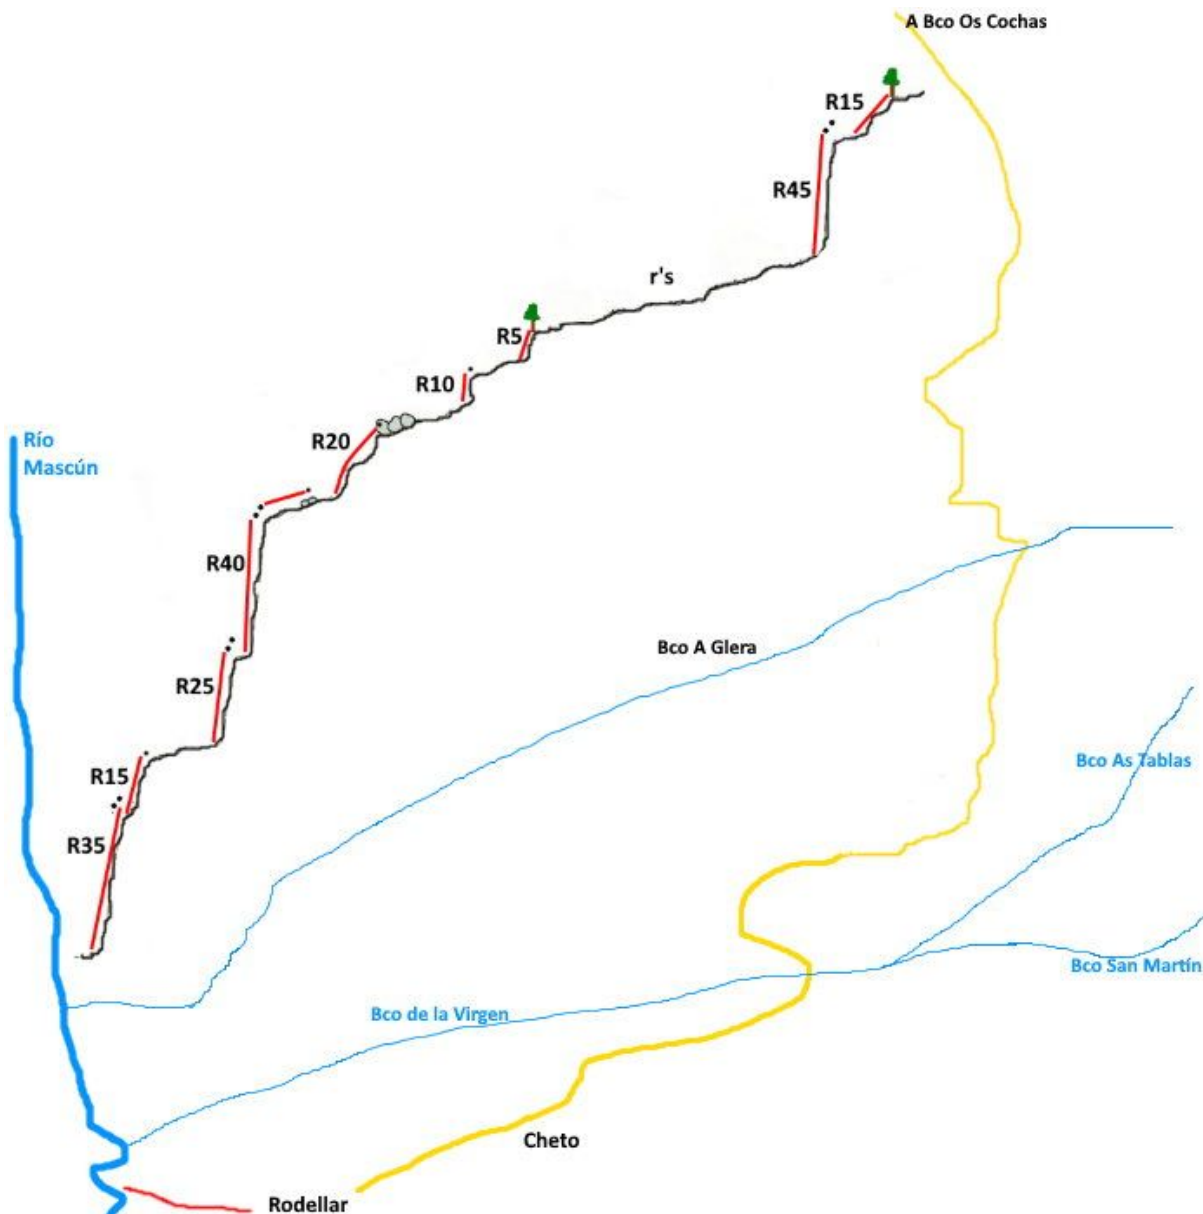 A Bco Os Cochas
R15
R45
r's
R5
R10
R20
Río
Mascún
R40
Bco A Glera
R25
Bco As Tablas
R15
R35
Bco San Martín
Bco de la Virgen
Cheto
Rodellar